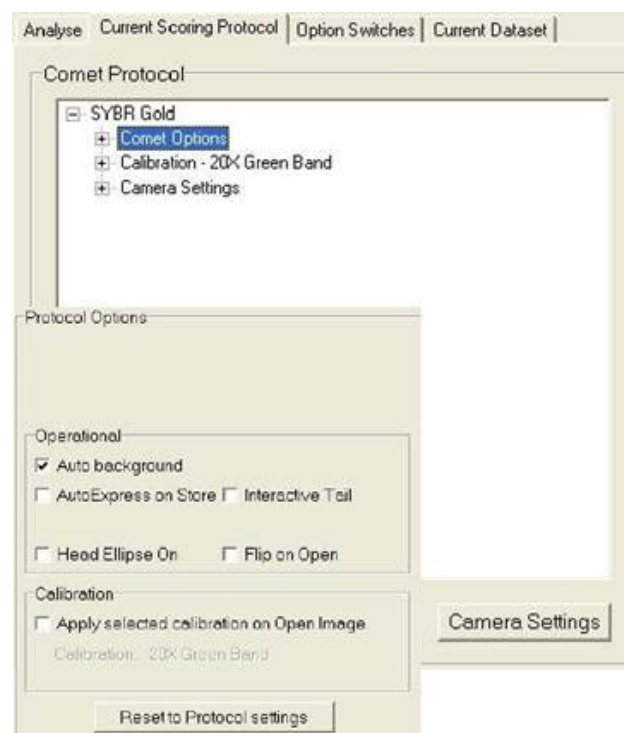 Analyse Current Scoring Protocol Option Switches Current Dataset
Comet Protocol
SYBR Gold
Comet Options
Calibration - 20X Green Band
Camera Settings
Protocol Options
Operational
Auto background
AutoExpress on Store Interactive Tail
Head Ellipse On Flip on Open
Calibration
Apply selected calibration on Open Image
Calibration: 20X Green Band
Camera Settings
Reset to Protocol settings